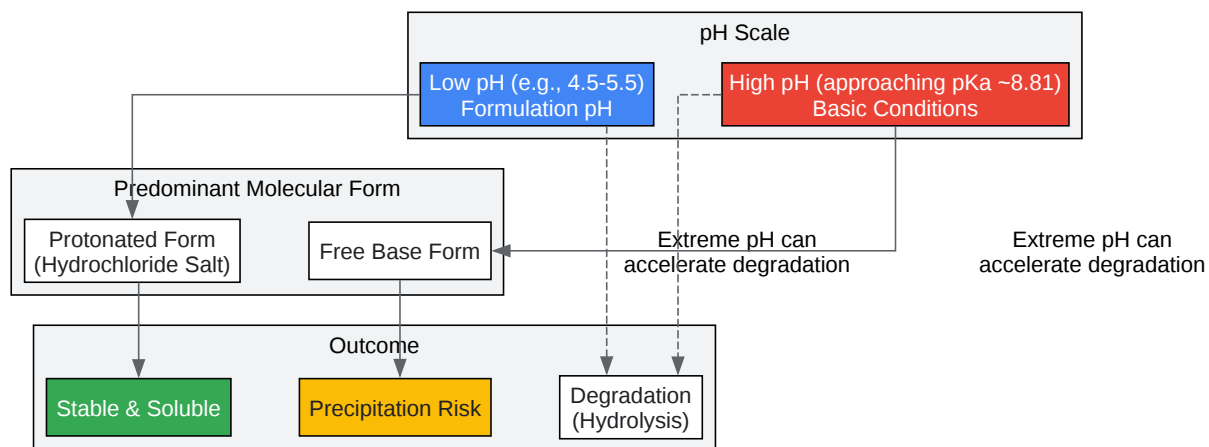 pH Scale
Low pH (e.g., 4.5-5.5)
Formulation pH
High pH (approaching pKa ~8.81)
Basic Conditions
Predominant Molecular Form
Protonated Form
(Hydrochloride Salt)
Free Base Form
Extreme pH can
accelerate degradation
Extreme pH can
accelerate degradation
Outcome
Stable & Soluble
Precipitation Risk
Degradation
(Hydrolysis)